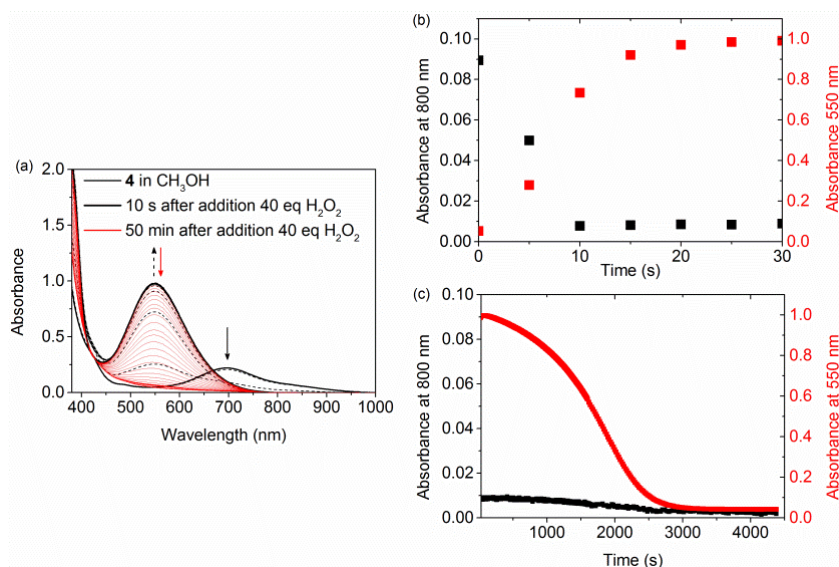 (a)
2.0
1.5
1.0
0.5
0.0
Absorbance
4 in CH₃OH
10 s after addition 40 eq H₂O₂
50 min after addition 40 eq H₂O₂
400 500 600 700 800 900 1000
Wavelength (nm)
(b)
0.10
0.08
0.06
0.04
0.02
0.00
Absorbance at 800 nm
1.0
0.8
0.6
0.4
0.2
0.0
Absorbance 550 nm
0 5 10 15 20 25 30
Time (s)
(c)
0.10
0.08
0.06
0.04
0.02
0.00
Absorbance at 800 nm
1.0
0.8
0.6
0.4
0.2
0.0
Absorbance at 550 nm
1000 2000 3000 4000
Time (s)